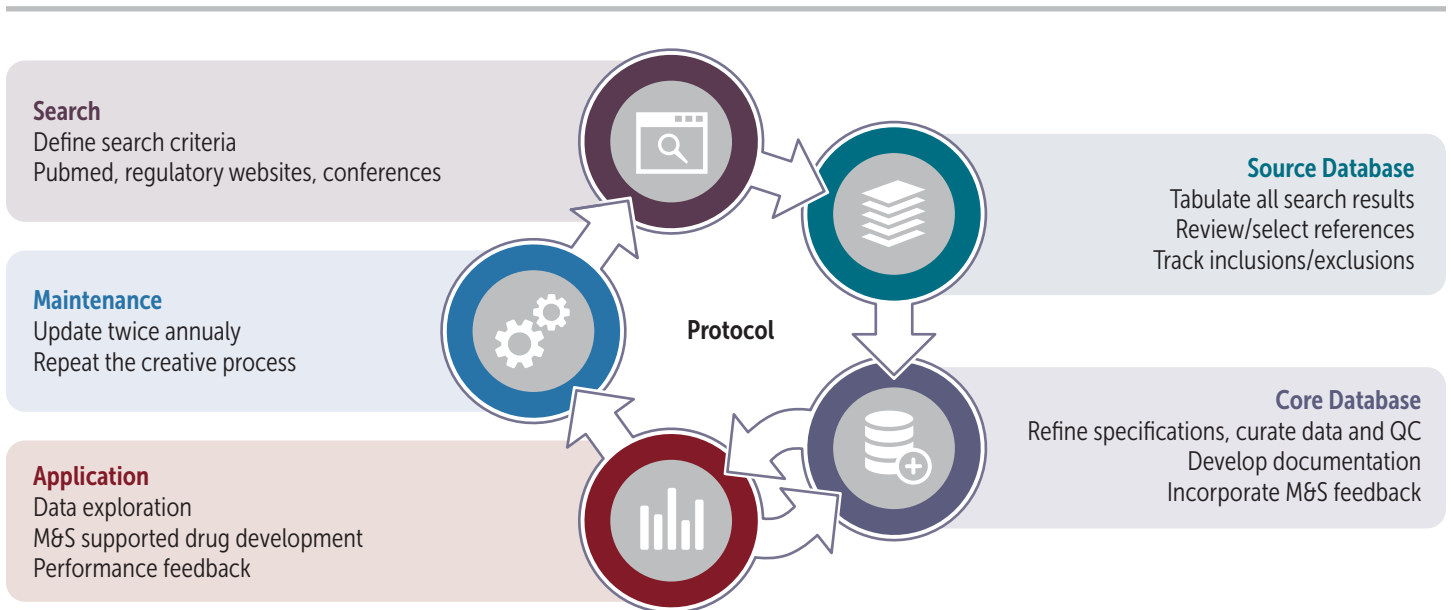 Search
Define search criteria
Pubmed, regulatory websites, conferences
Source Database
Tabulate all search results
Review/select references
Track inclusions/exclusions
Maintenance
Update twice annualy
Repeat the creative process
Protocol
Core Database
Refine specifications, curate data and QC
Develop documentation
Incorporate M&S feedback
Application
Data exploration
M&S supported drug development
Performance feedback